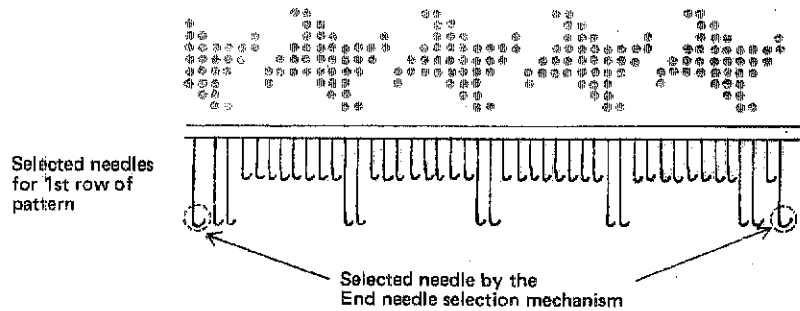 Selected needles
for 1st row of
pattern
Selected needle by the
End needle selection mechanism